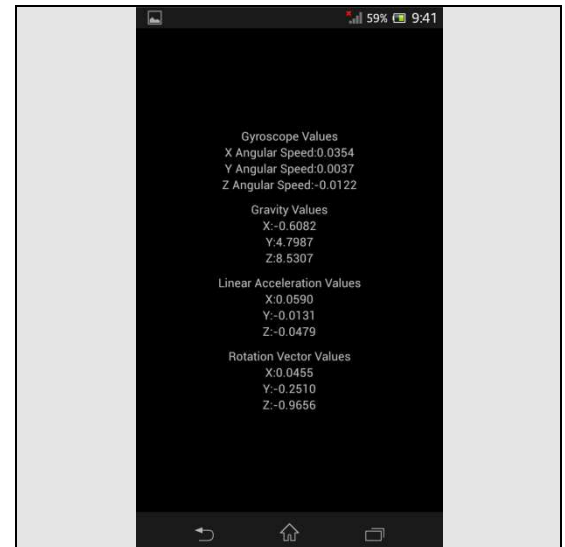 59% 9:41
Gyroscope Values
X Angular Speed:0.0354
Y Angular Speed:0.0037
Z Angular Speed:-0.0122
Gravity Values
X:-0.6082
Y:4.7987
Z:8.5307
Linear Acceleration Values
X:0.0590
Y:-0.0131
Z:-0.0479
Rotation Vector Values
X:0.0455
Y:-0.2510
Z:-0.9656